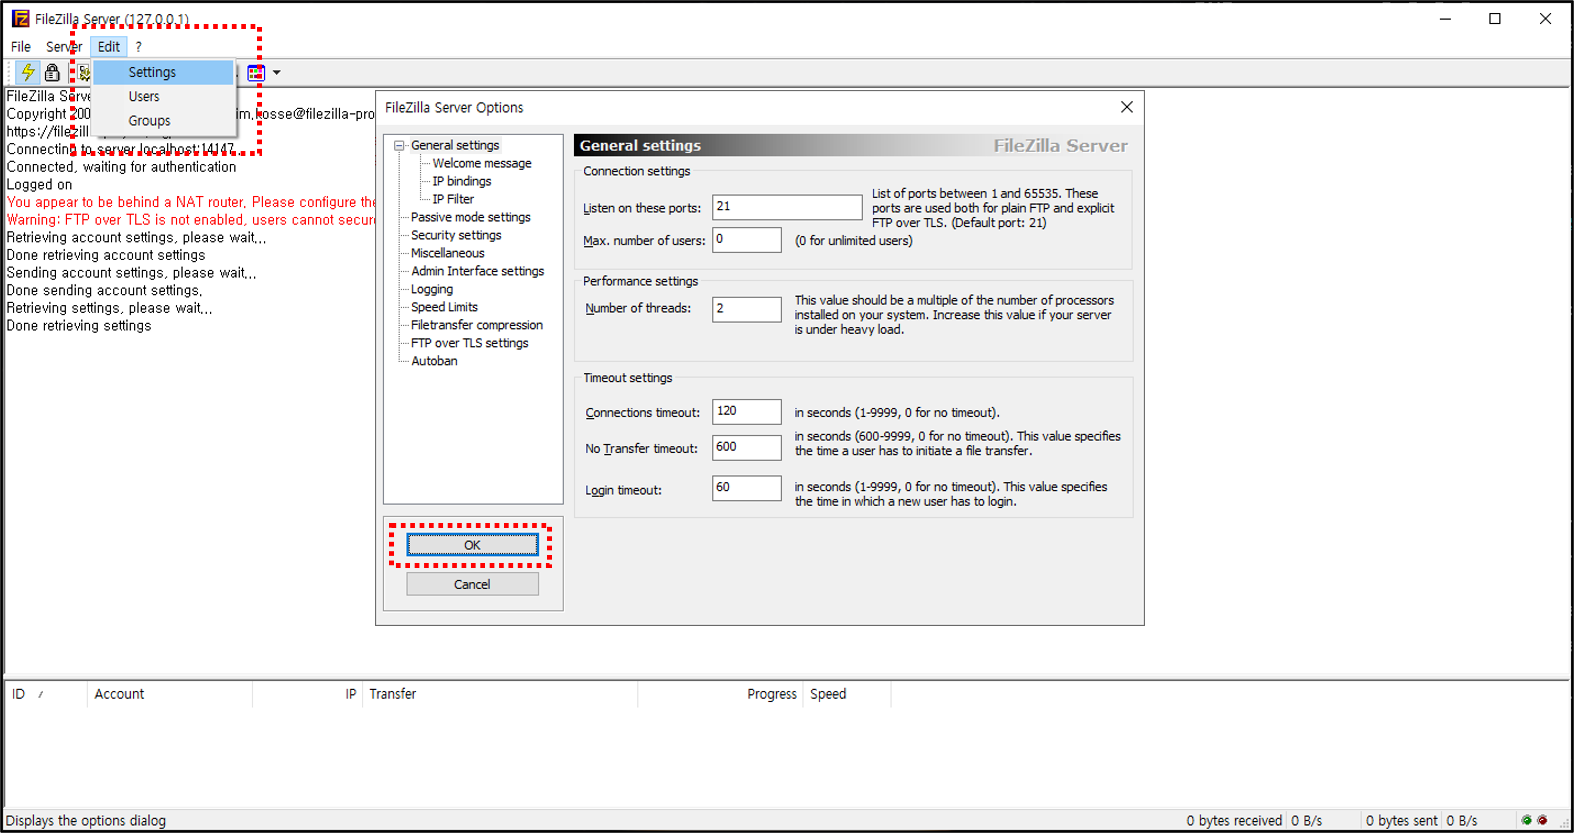 FileZilla Server (127.0.0.1)
File Server Edit ?
Settings
Users
Groups
FileZilla Serve
Copyright 200 im.kosse@filezilla-pro
https://filezill
Connecting to server localhost:14147...
Connected, waiting for authentication
Logged on
You appear to be behind a NAT router. Please configure the
Warning: FTP over TLS is not enabled, users cannot secure
Retrieving account settings, please wait...
Done retrieving account settings
Sending account settings, please wait...
Done sending account settings.
Retrieving settings, please wait...
Done retrieving settings
FileZilla Server Options
General settings
Welcome message
IP bindings
IP Filter
Passive mode settings
Security settings
Miscellaneous
Admin Interface settings
Logging
Speed Limits
Filetransfer compression
FTP over TLS settings
Autoban
OK
Cancel
General settings FileZilla Server
Connection settings
Listen on these ports: 21
List of ports between 1 and 65535. These
ports are used both for plain FTP and explicit
FTP over TLS. (Default port: 21)
Max. number of users: 0 (0 for unlimited users)
Performance settings
Number of threads: 2
This value should be a multiple of the number of processors
installed on your system. Increase this value if your server
is under heavy load.
Timeout settings
Connections timeout: 120 in seconds (1-9999, 0 for no timeout).
No Transfer timeout: 600
in seconds (600-9999, 0 for no timeout). This value specifies
the time a user has to initiate a file transfer.
Login timeout: 60
in seconds (1-9999, 0 for no timeout). This value specifies
the time in which a new user has to login.
ID / Account IP Transfer Progress Speed
Displays the options dialog 0 bytes received 0 B/s 0 bytes sent 0 B/s